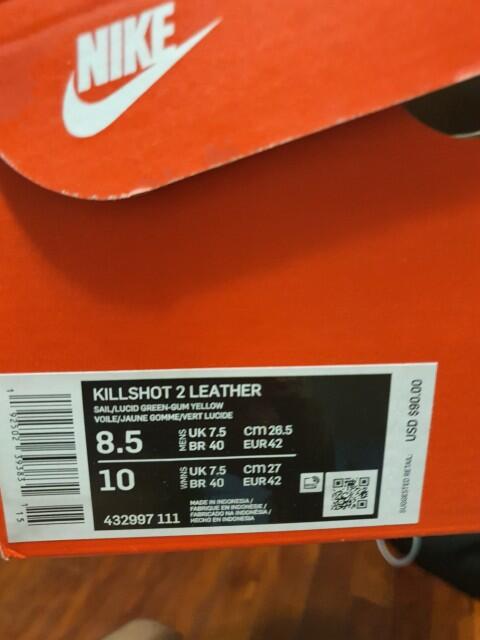 NIKE
KILLSHOT 2 LEATHER
SAIL/LUCID GREEN-GUM YELLOW
VOILE/JAUNE GOMME/VERT LUCIDE
8.5 MENS UK 7.5 cm 26.5
BR 40 EUR 42
10 WMNS UK 7.5 cm 27
BR 40 EUR 42
432997 111
MADE IN INDONESIA /
FABRIQUE EN INDONESIE /
FABRICADO NA INDONÉSIA /
HECHO EN INDONESIA
SUGGESTED RETAIL: USD $90.00